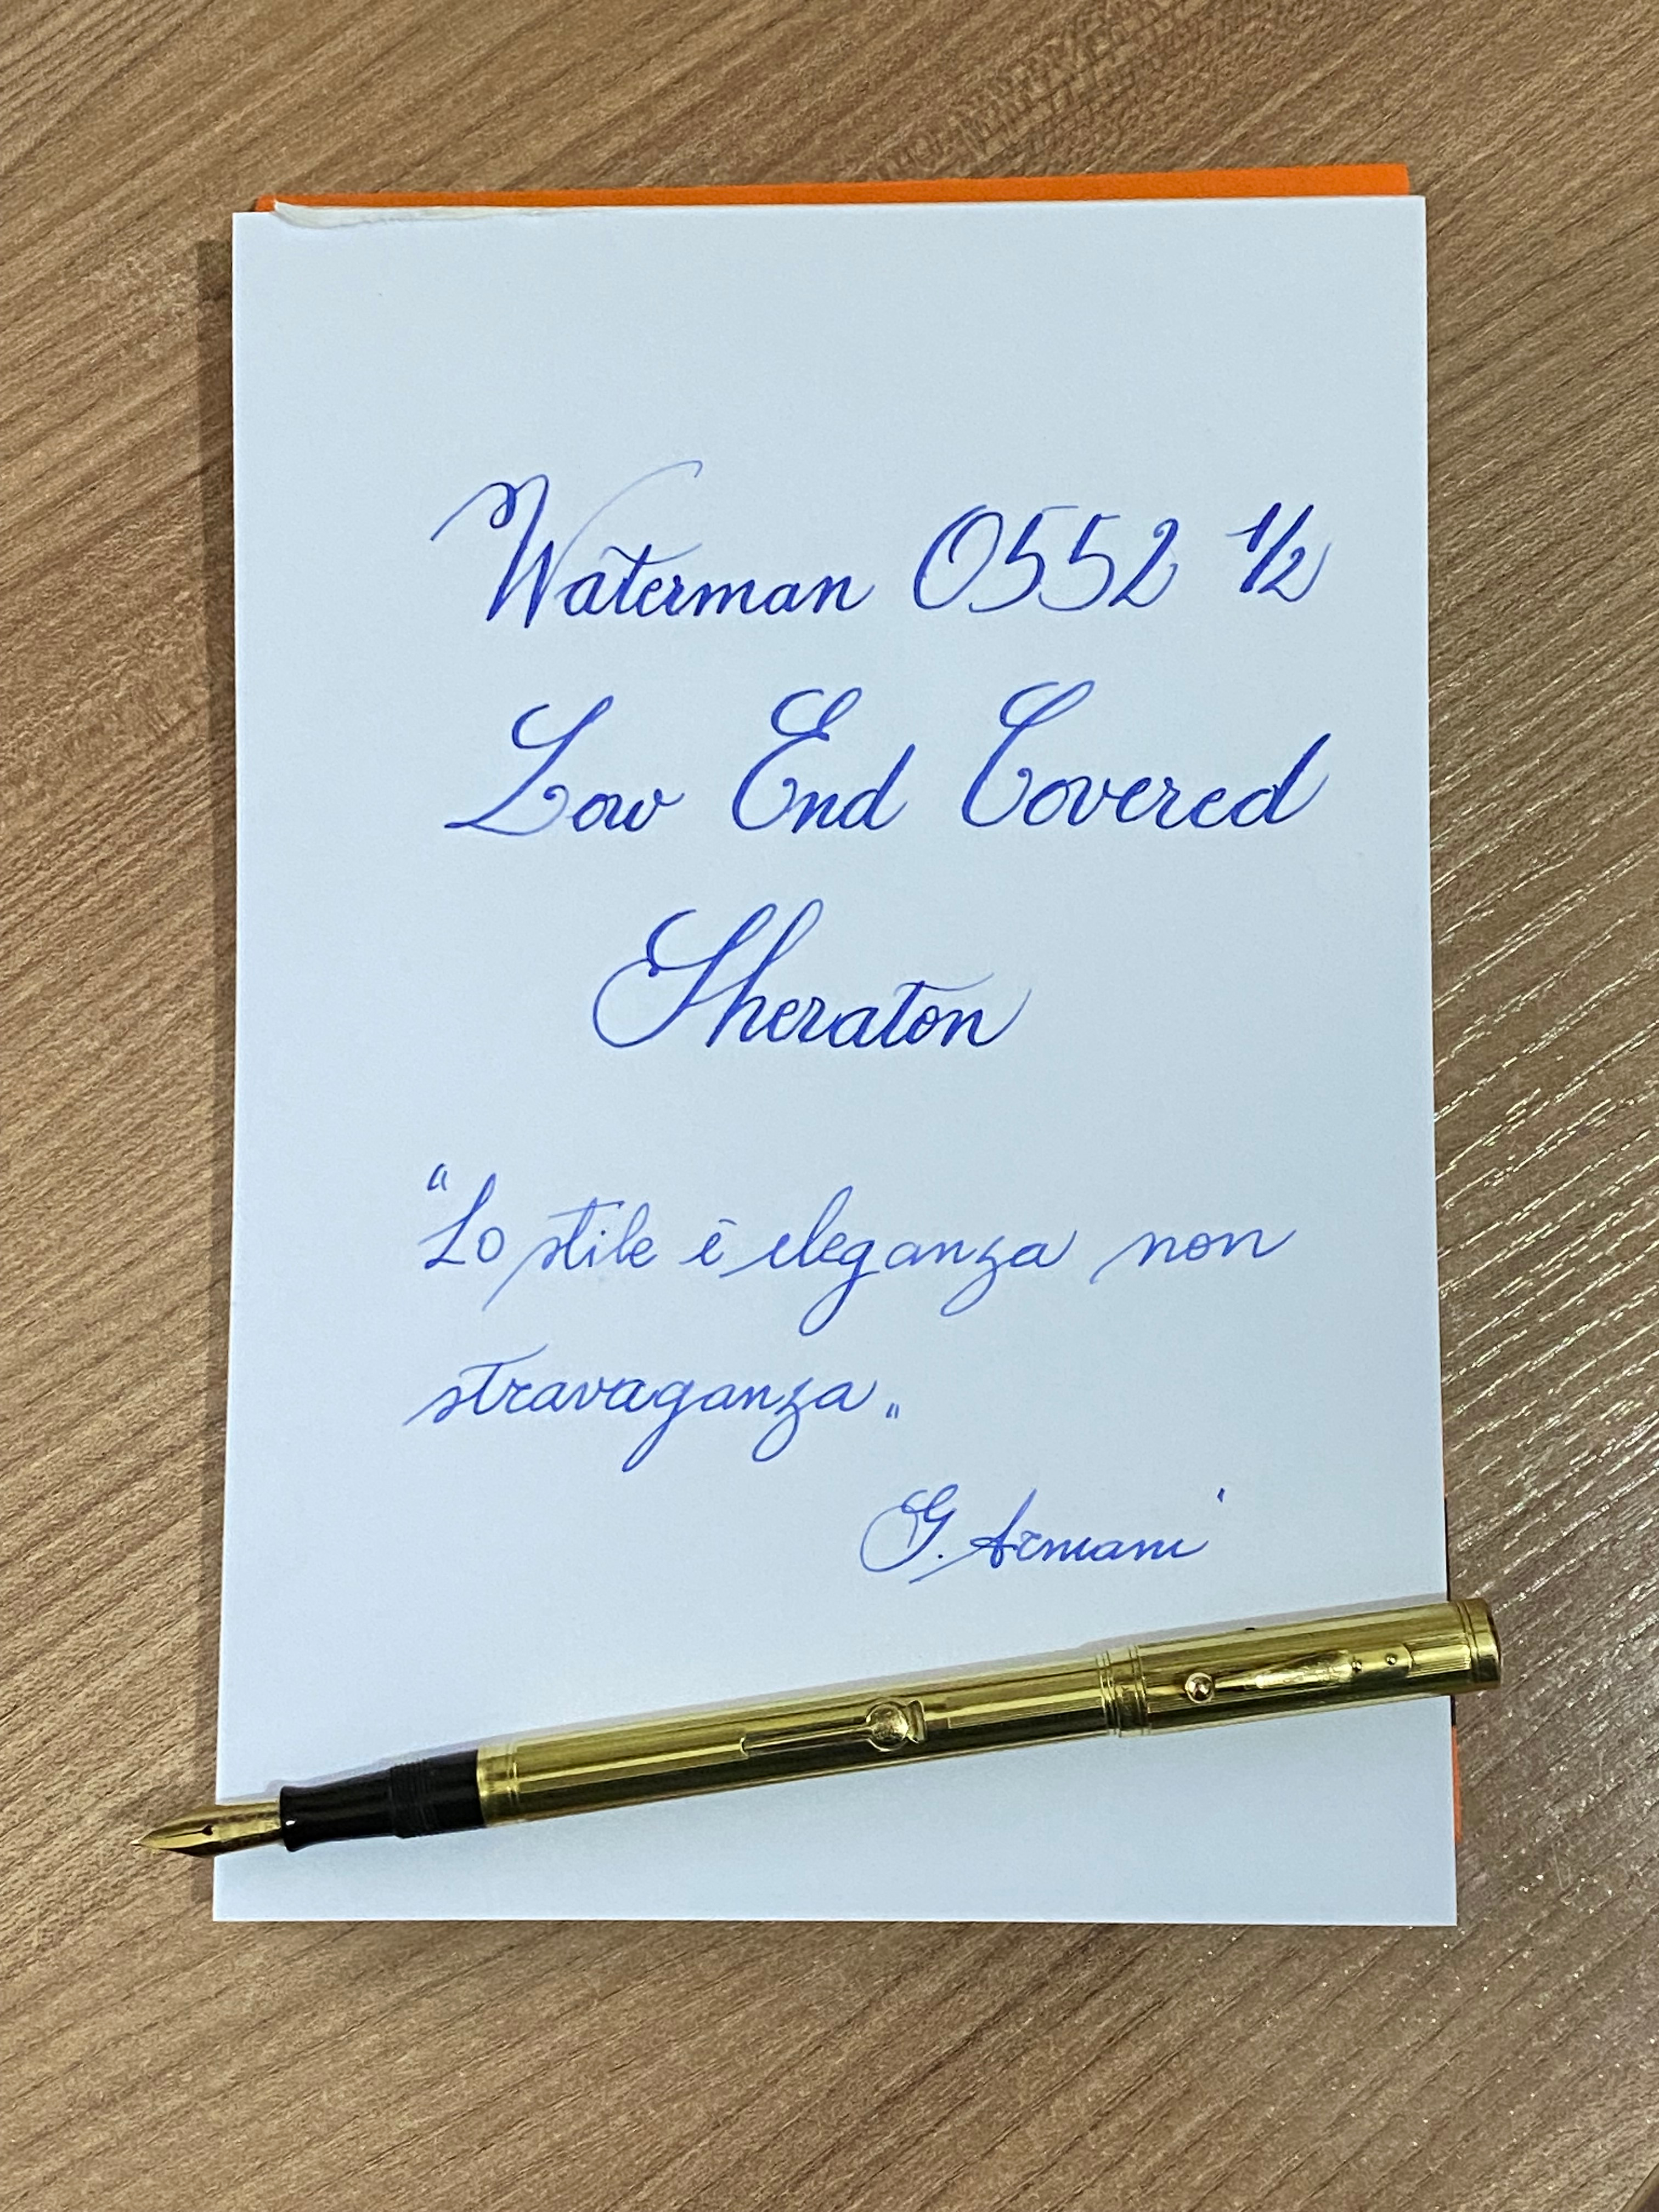 Waterman 0552 1/2
Low End Covered
Sheraton
"Lo stile è eleganza non
stravaganza„
G. Armani